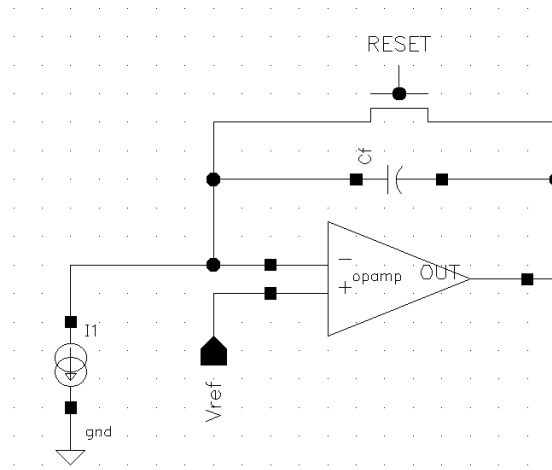 RESET
Cf
−
opamp
OUT
+
I1
Vref
gnd